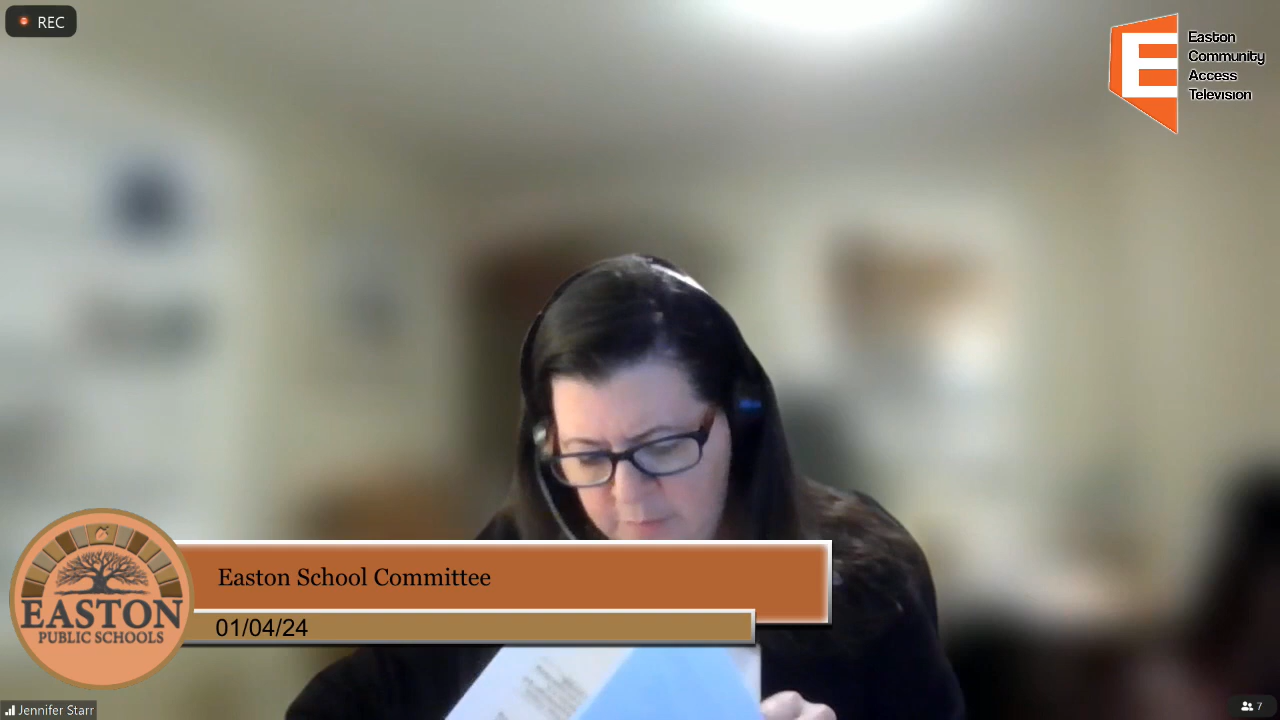 REC
Easton
Community
Access
Television
Easton School Committee
01/04/24
EASTON
PUBLIC SCHOOLS
Jennifer Starr
7